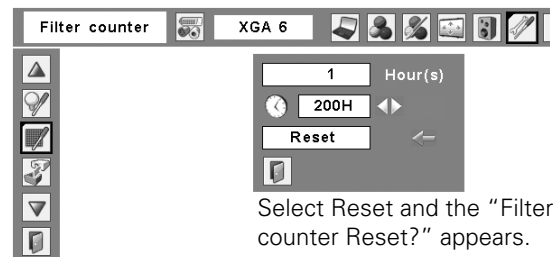 Filter counter XGA 6
1 Hour(s)
200H
Reset
Select Reset and the “Filter
counter Reset?” appears.